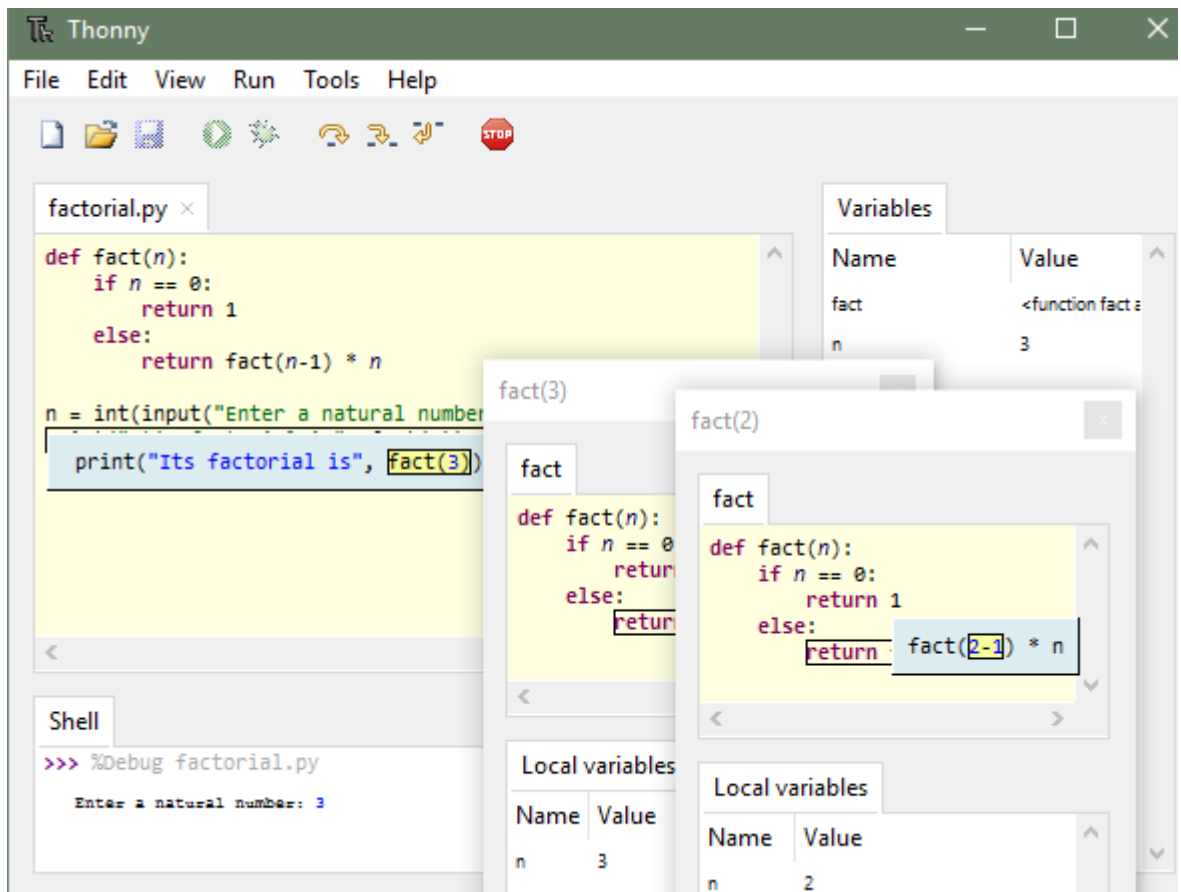 Thonny
File Edit View Run Tools Help
STOP
factorial.py
def fact(n):
    if n == 0:
        return 1
    else:
        return fact(n-1) * n
n = int(input("Enter a natural number
print("Its factorial is", fact(3))
Shell
>>> %Debug factorial.py
Enter a natural number: 3
Variables
Name Value
fact <function fact a
n 3
fact(3)
fact
def fact(n):
    if n == 0
        return
    else:
        return
Local variables
Name Value
n 3
fact(2)
x
fact
def fact(n):
    if n == 0:
        return 1
    else:
        return fact(2-1) * n
Local variables
Name Value
n 2